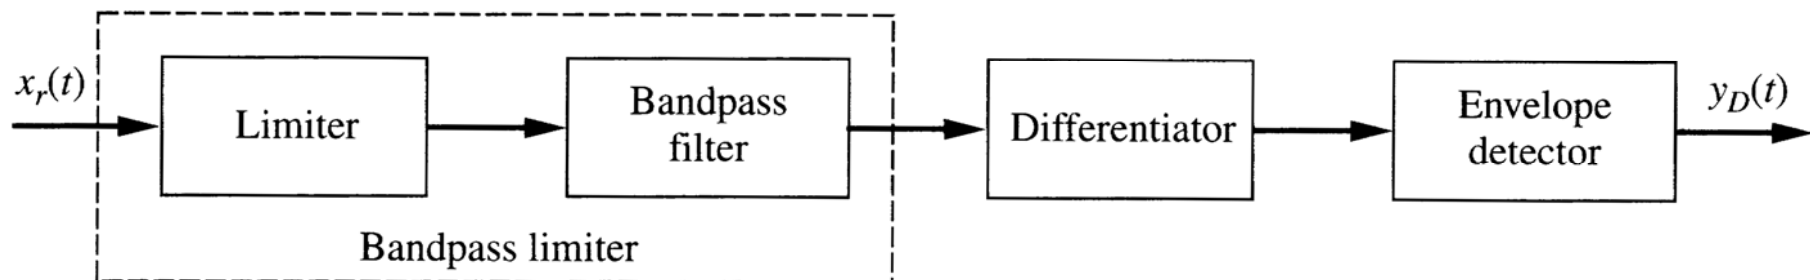 x_r(t)
Limiter
Bandpass
filter
Differentiator
Envelope
detector
y_D(t)
Bandpass limiter